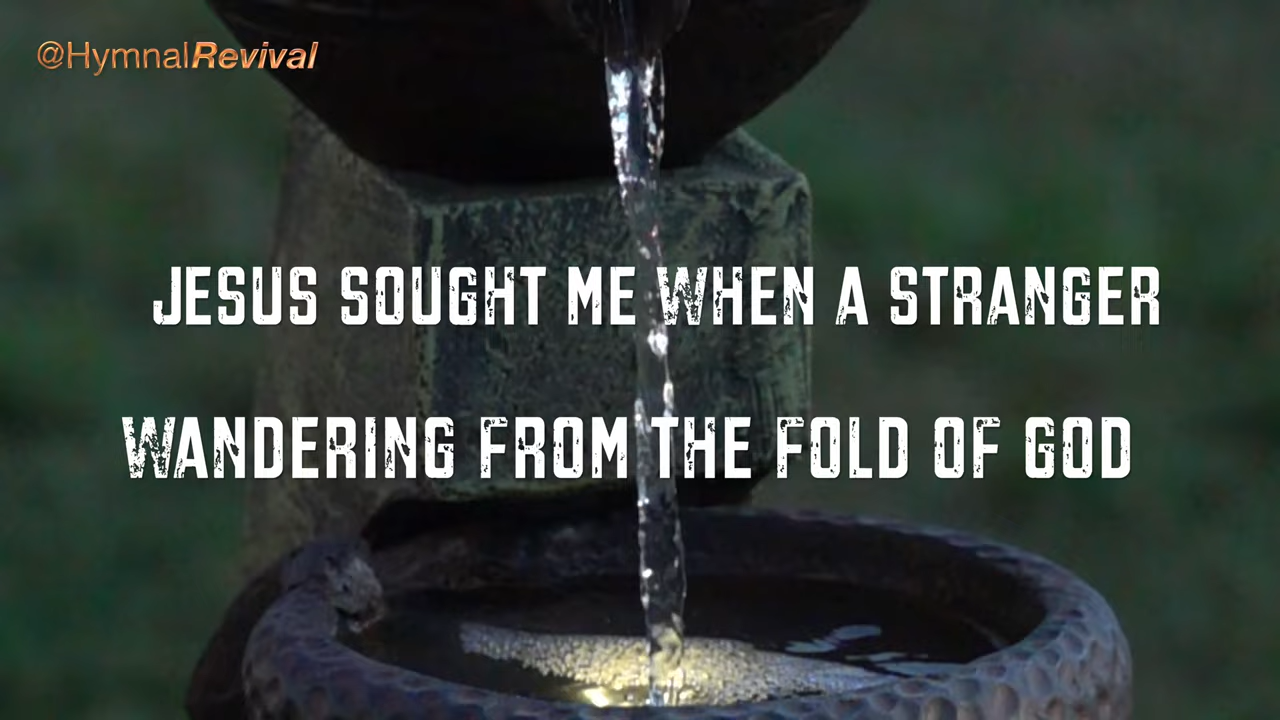 @HymnalRevival
JESUS SOUGHT ME WHEN A STRANGER
WANDERING FROM THE FOLD OF GOD